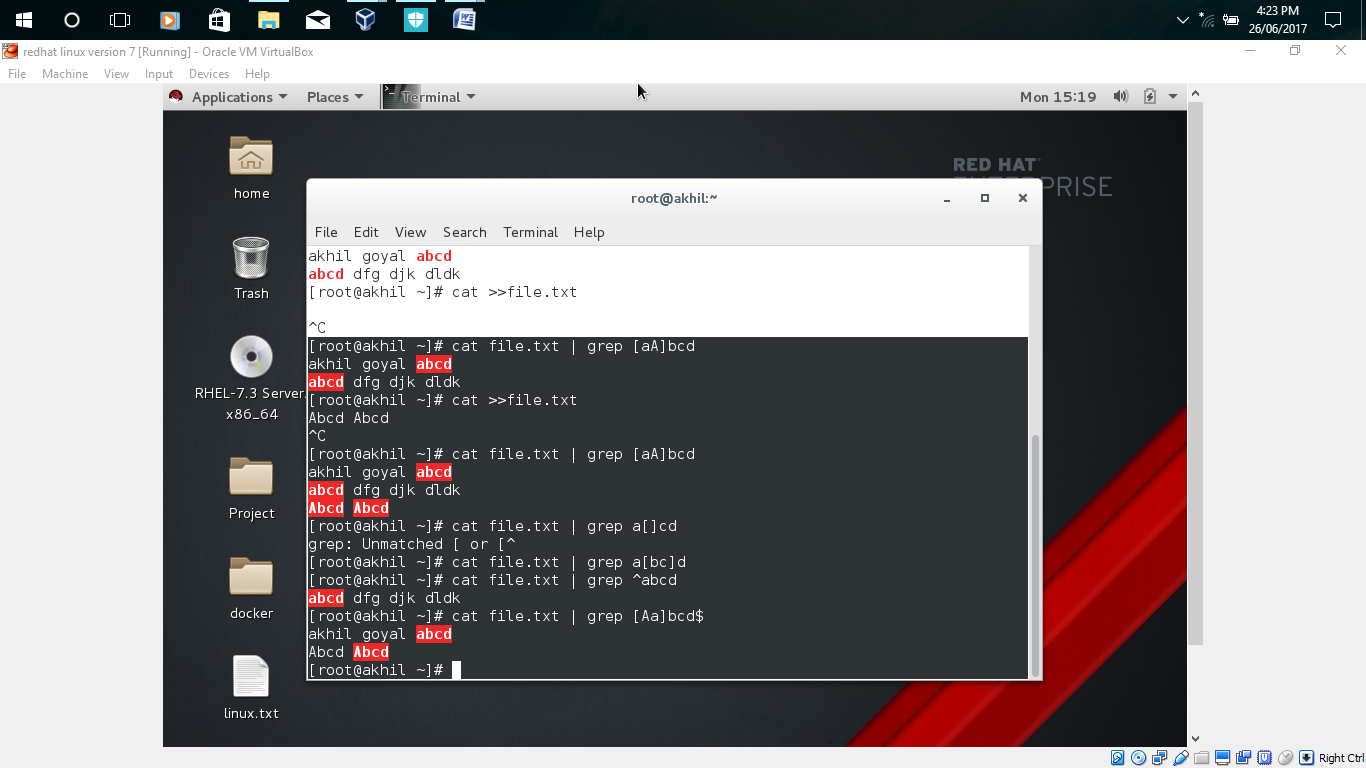 4:23 PM
26/06/2017
redhat linux version 7 [Running] - Oracle VM VirtualBox
File Machine View Input Devices Help
Applications Places Terminal Mon 15:19
home
Trash
RHEL-7.3 Server.
x86_64
Project
docker
linux.txt
RED HAT
root@akhil:~
File Edit View Search Terminal Help
akhil goyal abcd
abcd dfg djk dldk
[root@akhil ~]# cat >>file.txt
^C
[root@akhil ~]# cat file.txt | grep [aA]bcd
akhil goyal abcd
abcd dfg djk dldk
[root@akhil ~]# cat >>file.txt
Abcd Abcd
^C
[root@akhil ~]# cat file.txt | grep [aA]bcd
akhil goyal abcd
abcd dfg djk dldk
Abcd Abcd
[root@akhil ~]# cat file.txt | grep a[]cd
grep: Unmatched [ or [^
[root@akhil ~]# cat file.txt | grep a[bc]d
[root@akhil ~]# cat file.txt | grep ^abcd
abcd dfg djk dldk
[root@akhil ~]# cat file.txt | grep [Aa]bcd$
akhil goyal abcd
Abcd Abcd
[root@akhil ~]#
Right Ctrl